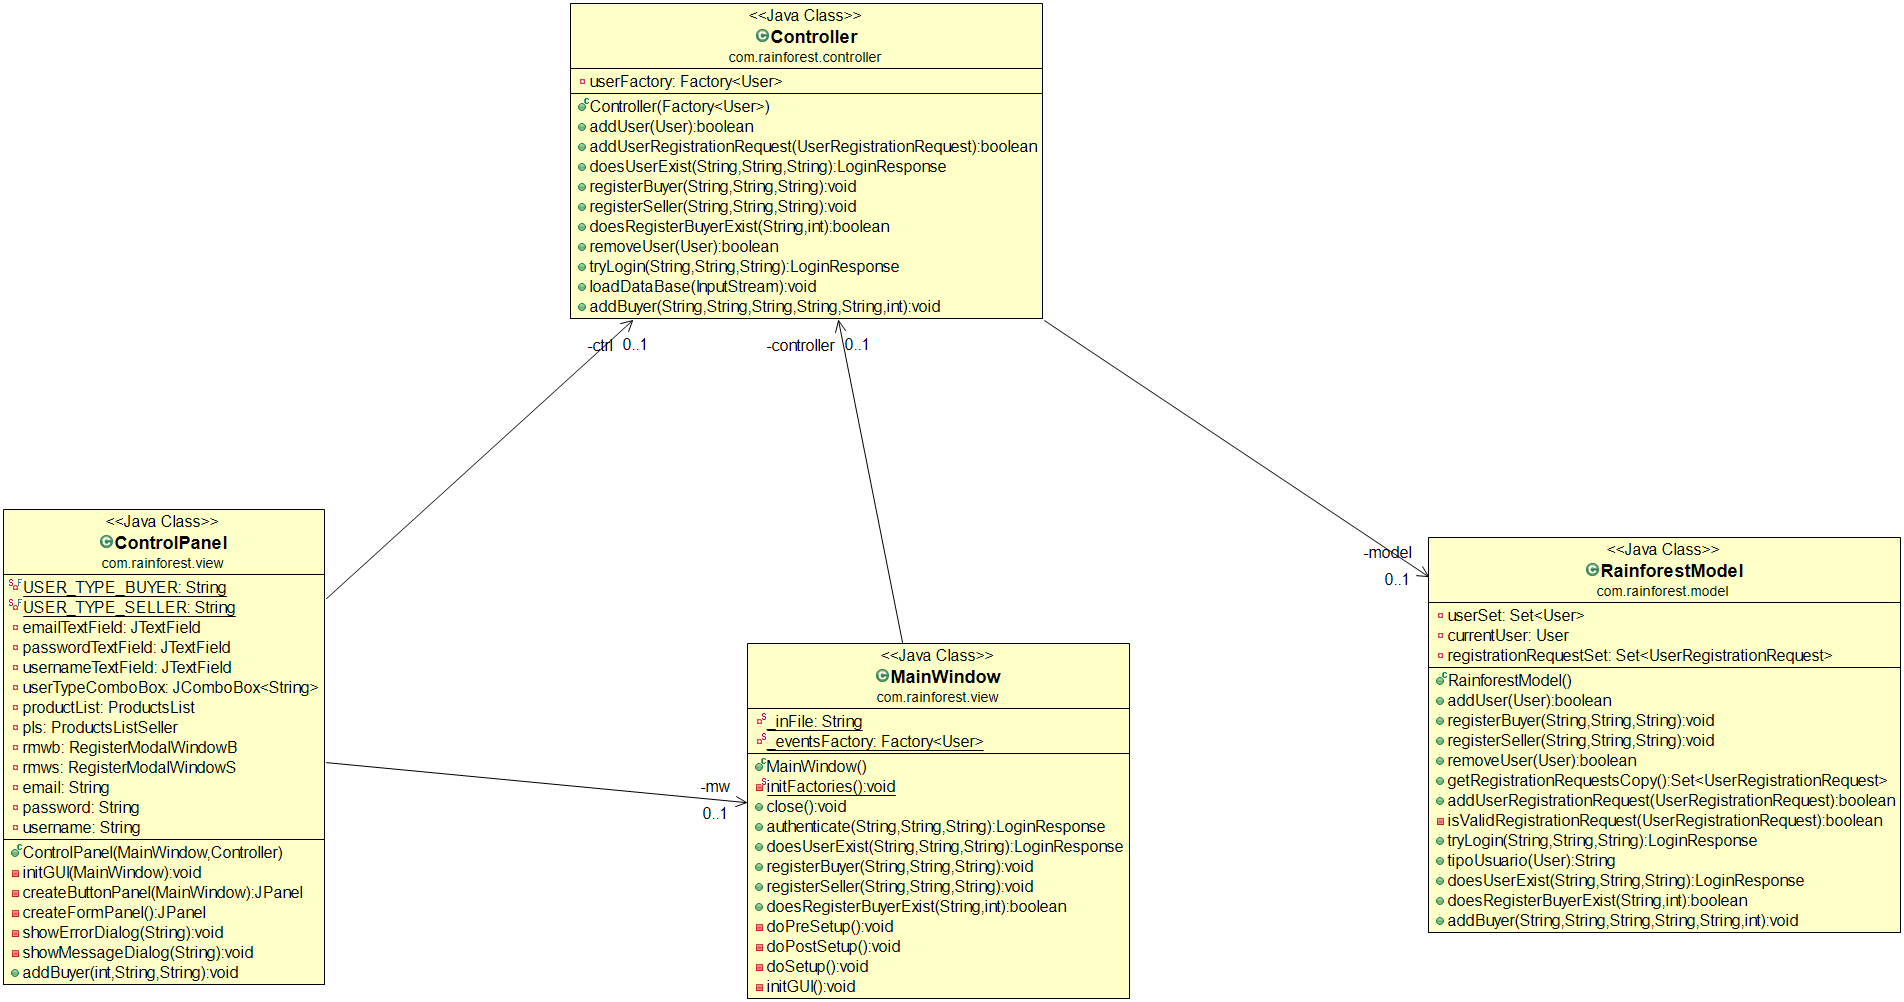 <<Java Class>>
Controller
com.rainforest.controller
userFactory: Factory<User>
Controller(Factory<User>)
addUser(User):boolean
addUserRegistrationRequest(UserRegistrationRequest):boolean
doesUserExist(String,String,String):LoginResponse
registerBuyer(String,String,String):void
registerSeller(String,String,String):void
doesRegisterBuyerExist(String,int):boolean
removeUser(User):boolean
tryLogin(String,String,String):LoginResponse
loadDataBase(InputStream):void
addBuyer(String,String,String,String,String,int):void
-ctrl 0..1
-controller 0..1
-model
0..1
<<Java Class>>
ControlPanel
com.rainforest.view
USER_TYPE_BUYER: String
USER_TYPE_SELLER: String
emailTextField: JTextField
passwordTextField: JTextField
usernameTextField: JTextField
userTypeComboBox: JComboBox<String>
productList: ProductsList
pls: ProductsListSeller
rmwb: RegisterModalWindowB
rmws: RegisterModalWindowS
email: String
password: String
username: String
ControlPanel(MainWindow,Controller)
initGUI(MainWindow):void
createButtonPanel(MainWindow):JPanel
createFormPanel():JPanel
showErrorDialog(String):void
showMessageDialog(String):void
addBuyer(int,String,String):void
-mw
0..1
<<Java Class>>
MainWindow
com.rainforest.view
_inFile: String
_eventsFactory: Factory<User>
MainWindow()
initFactories():void
close():void
authenticate(String,String,String):LoginResponse
doesUserExist(String,String,String):LoginResponse
registerBuyer(String,String,String):void
registerSeller(String,String,String):void
doesRegisterBuyerExist(String,int):boolean
doPreSetup():void
doPostSetup():void
doSetup():void
initGUI():void
<<Java Class>>
RainforestModel
com.rainforest.model
userSet: Set<User>
currentUser: User
registrationRequestSet: Set<UserRegistrationRequest>
RainforestModel()
addUser(User):boolean
registerBuyer(String,String,String):void
registerSeller(String,String,String):void
removeUser(User):boolean
getRegistrationRequestsCopy():Set<UserRegistrationRequest>
addUserRegistrationRequest(UserRegistrationRequest):boolean
isValidRegistrationRequest(UserRegistrationRequest):boolean
tryLogin(String,String,String):LoginResponse
tipoUsuario(User):String
doesUserExist(String,String,String):LoginResponse
doesRegisterBuyerExist(String,int):boolean
addBuyer(String,String,String,String,String,int):void